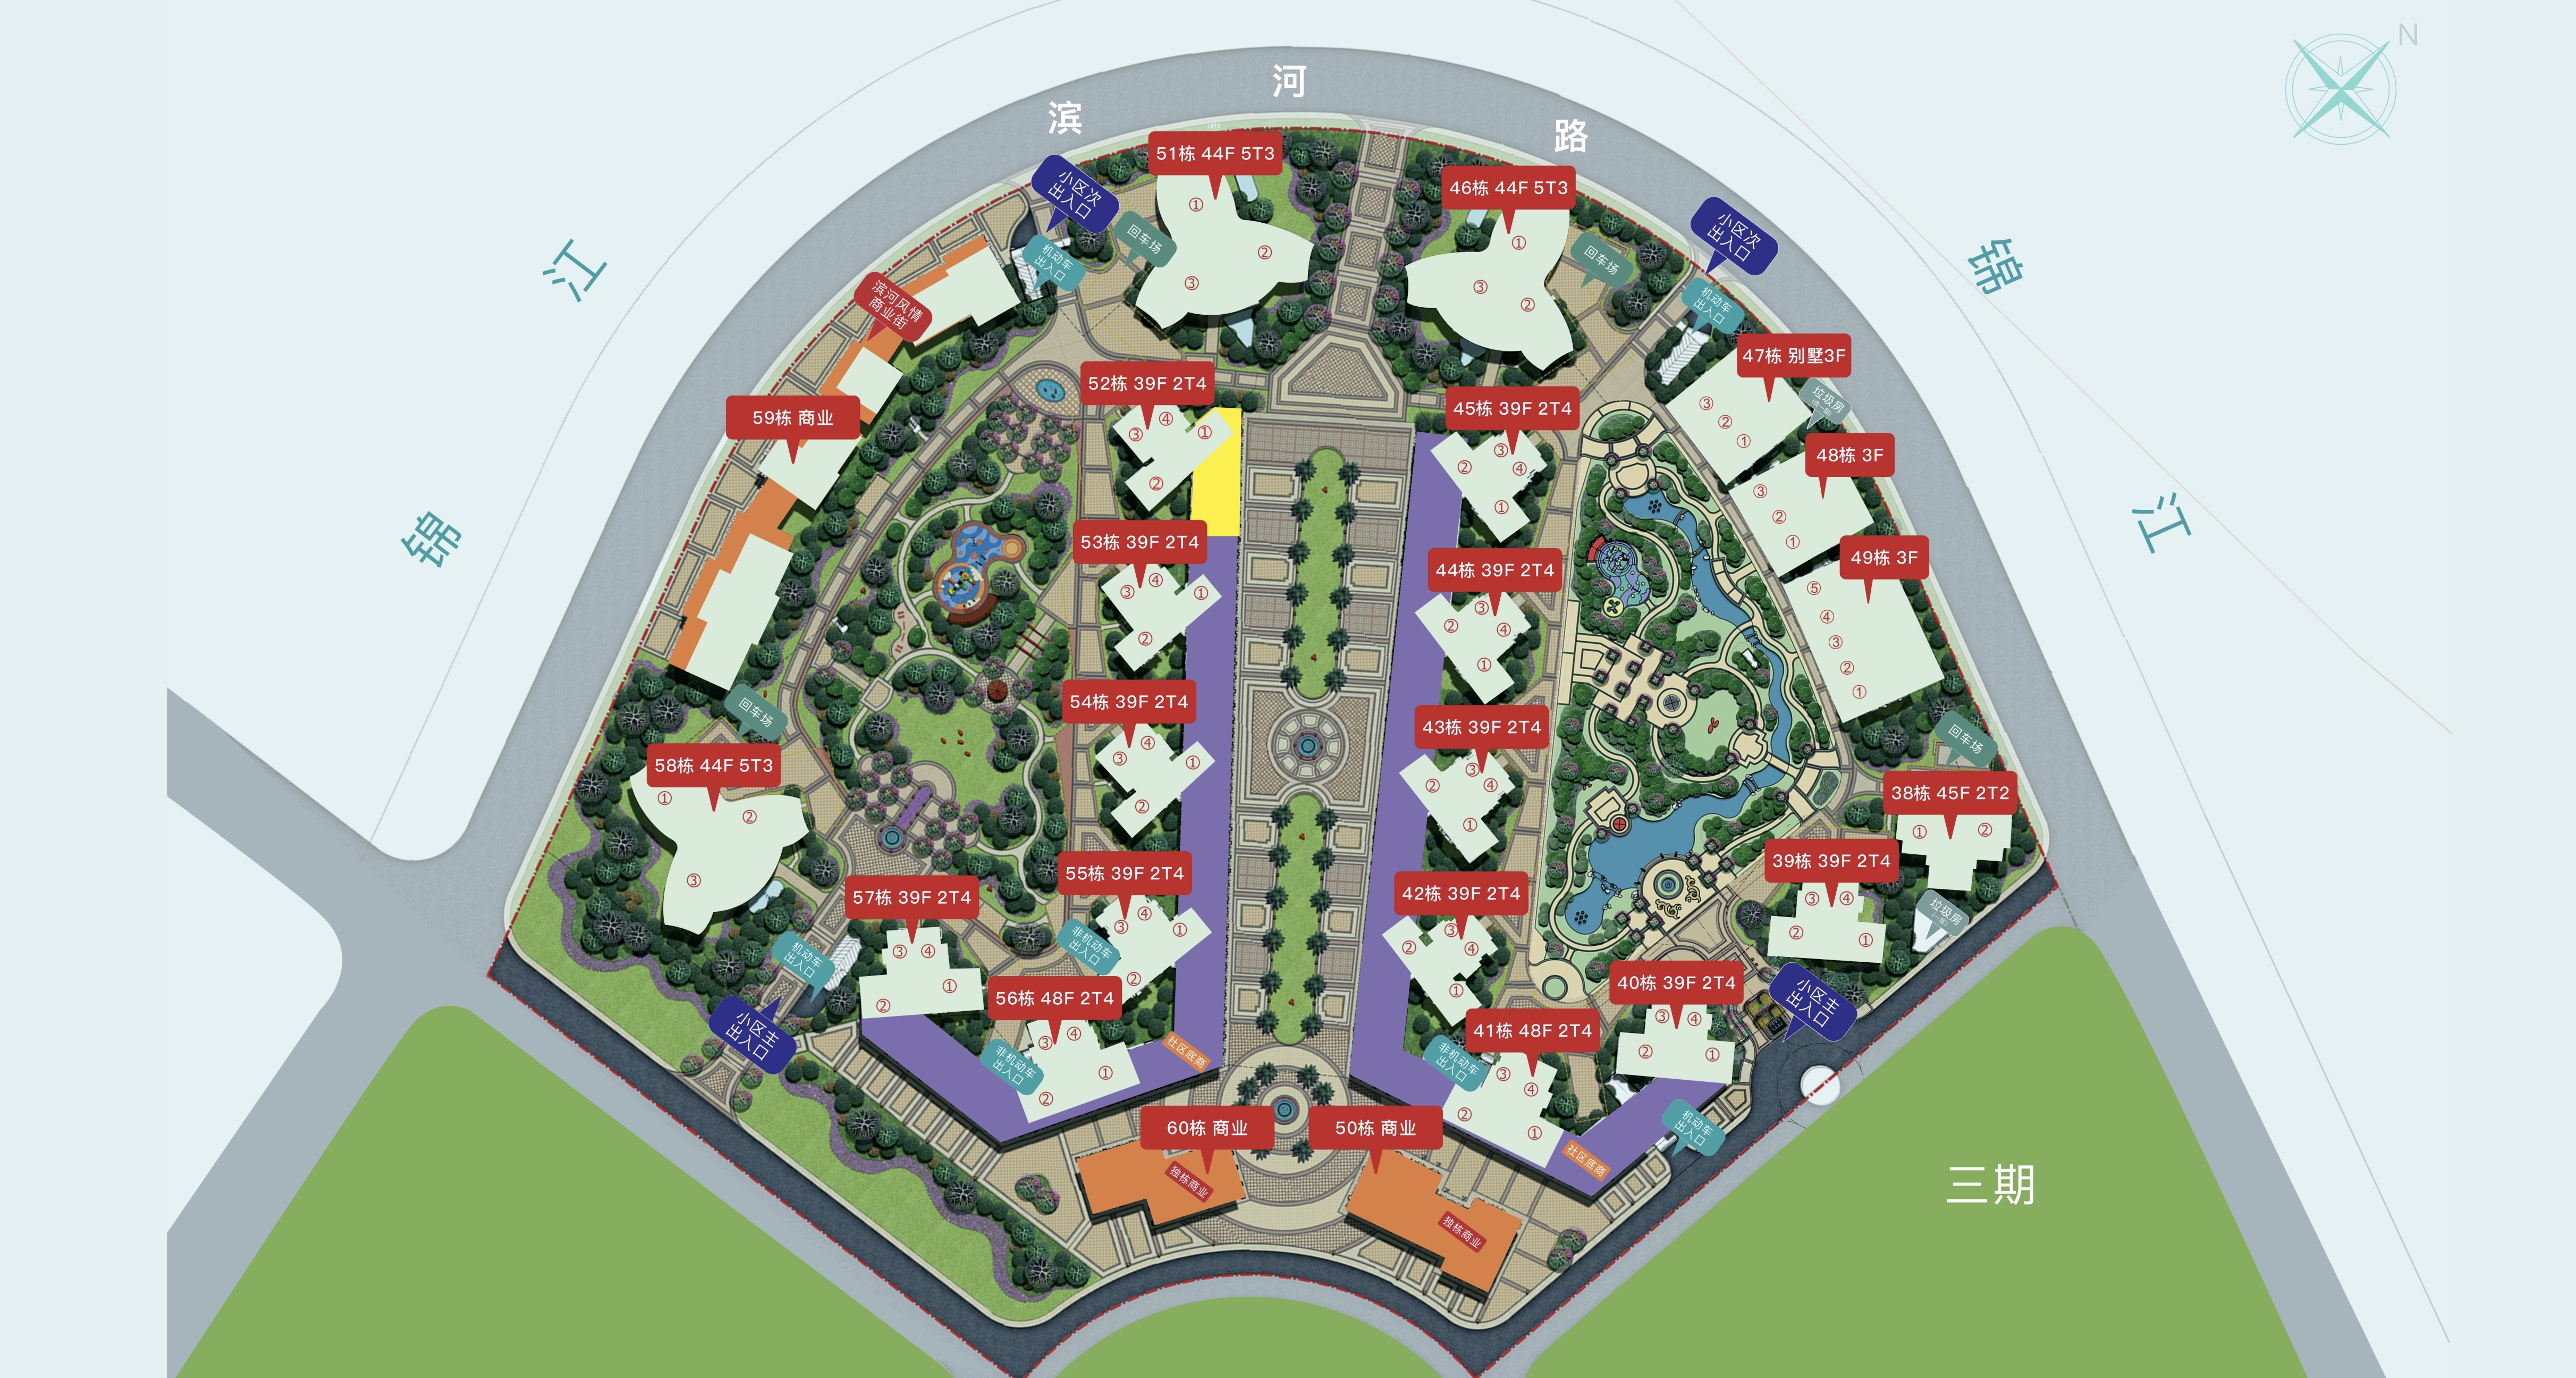 N
滨
河
路
锦
江
锦
江
51栋 44F 5T3
①
②
③
46栋 44F 5T3
①
③
②
小区次
出入口
机动车
出入口
回车场
回车场
小区次
出入口
机动车
出入口
滨河风情
商业街
47栋 别墅3F
③
②
①
垃圾房
52栋 39F 2T4
④
③
①
②
45栋 39F 2T4
③
②
④
①
59栋 商业
48栋 3F
③
②
①
53栋 39F 2T4
④
③
①
②
44栋 39F 2T4
③
②
④
①
49栋 3F
⑤
④
③
②
①
54栋 39F 2T4
④
③
①
②
43栋 39F 2T4
③
②
④
①
回车场
回车场
58栋 44F 5T3
①
②
③
38栋 45F 2T2
①
②
39栋 39F 2T4
③
④
②
①
垃圾房
55栋 39F 2T4
④
③
①
②
非机动车
出入口
42栋 39F 2T4
③
②
④
①
57栋 39F 2T4
③
④
①
②
机动车
出入口
小区主
出入口
56栋 48F 2T4
④
③
①
②
非机动车
出入口
社区底商
40栋 39F 2T4
③
④
②
①
小区主
出入口
41栋 48F 2T4
③
④
②
①
非机动车
出入口
社区底商
机动车
出入口
60栋 商业
独栋商业
50栋 商业
独栋商业
三期